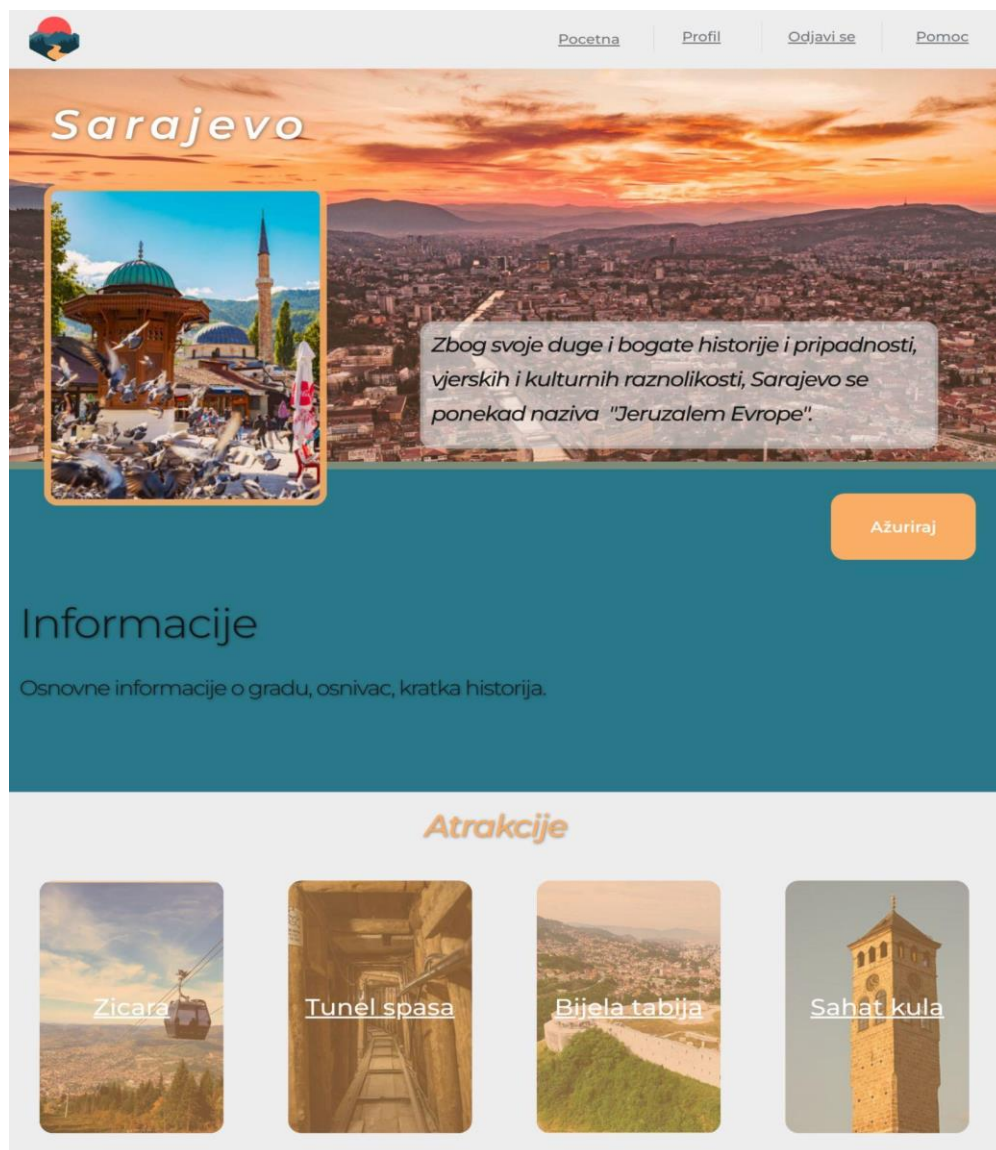 Pocetna
Profil
Odjavi se
Pomoc
Sarajevo
Zbog svoje duge i bogate historije i pripadnosti,
vjerskih i kulturnih raznolikosti, Sarajevo se
ponekad naziva "Jeruzalem Evrope".
Ažuriraj
Informacije
Osnovne informacije o gradu, osnivac, kratka historija.
Atrakcije
Zicara
Tunel spasa
Bijela tabija
Sahat kula